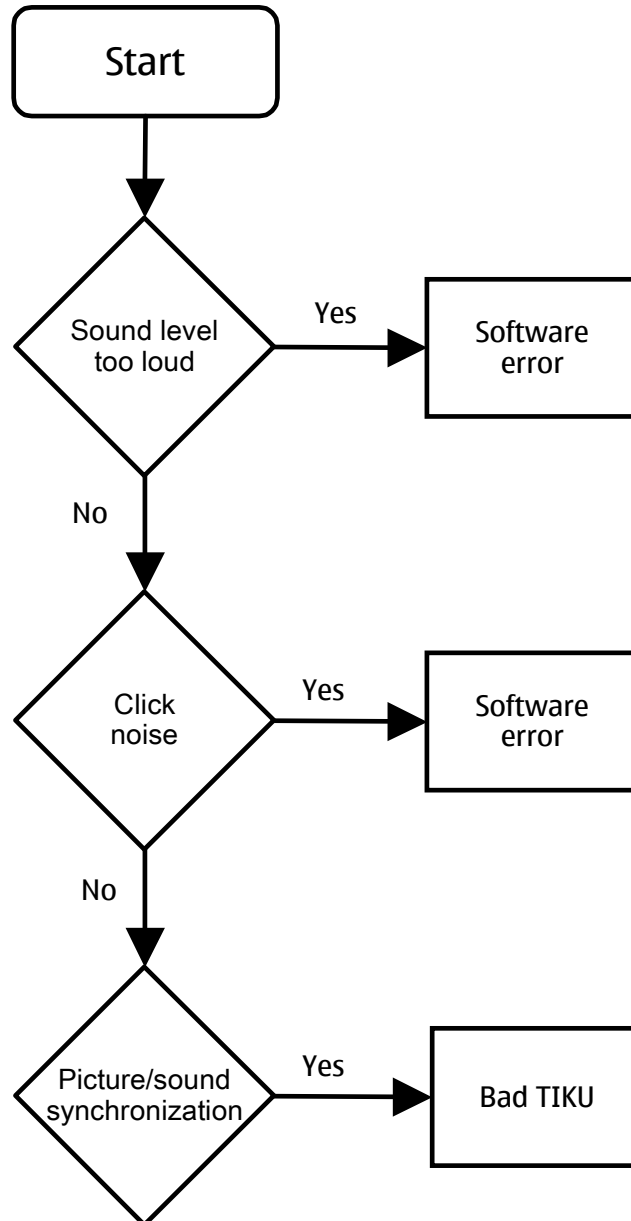 Start
Sound level
too loud
Yes
Software
error
No
Click
noise
Yes
Software
error
No
Picture/sound
synchronization
Yes
Bad TIKU